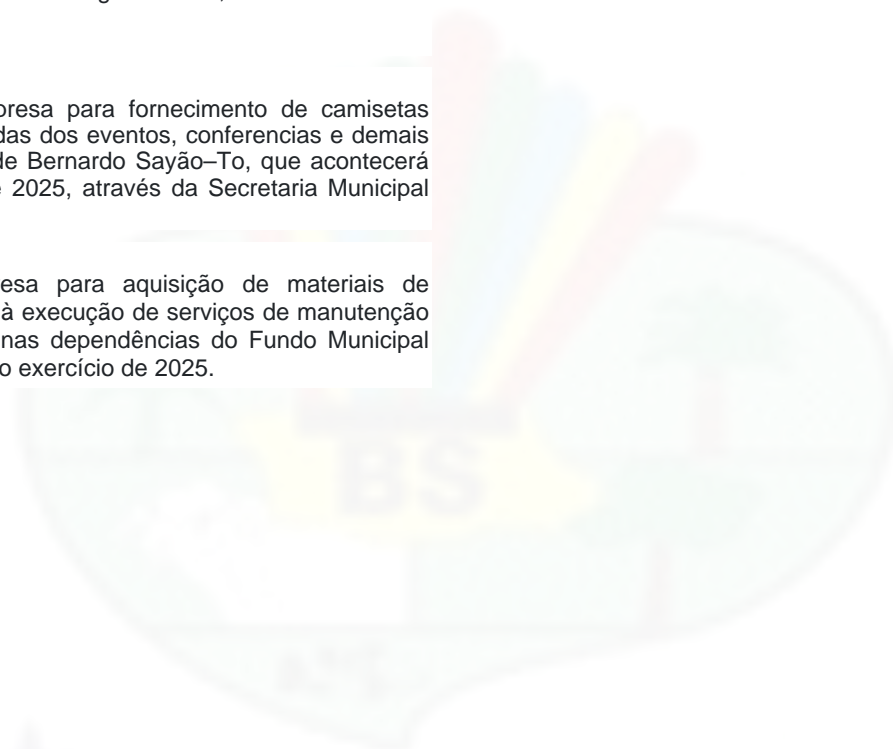 presa para fornecimento de camisetas
das dos eventos, conferencias e demais
de Bernardo Sayão–To, que acontecerá
2025, através da Secretaria Municipal
esa para aquisição de materiais de
à execução de serviços de manutenção
nas dependências do Fundo Municipal
o exercício de 2025.
BS